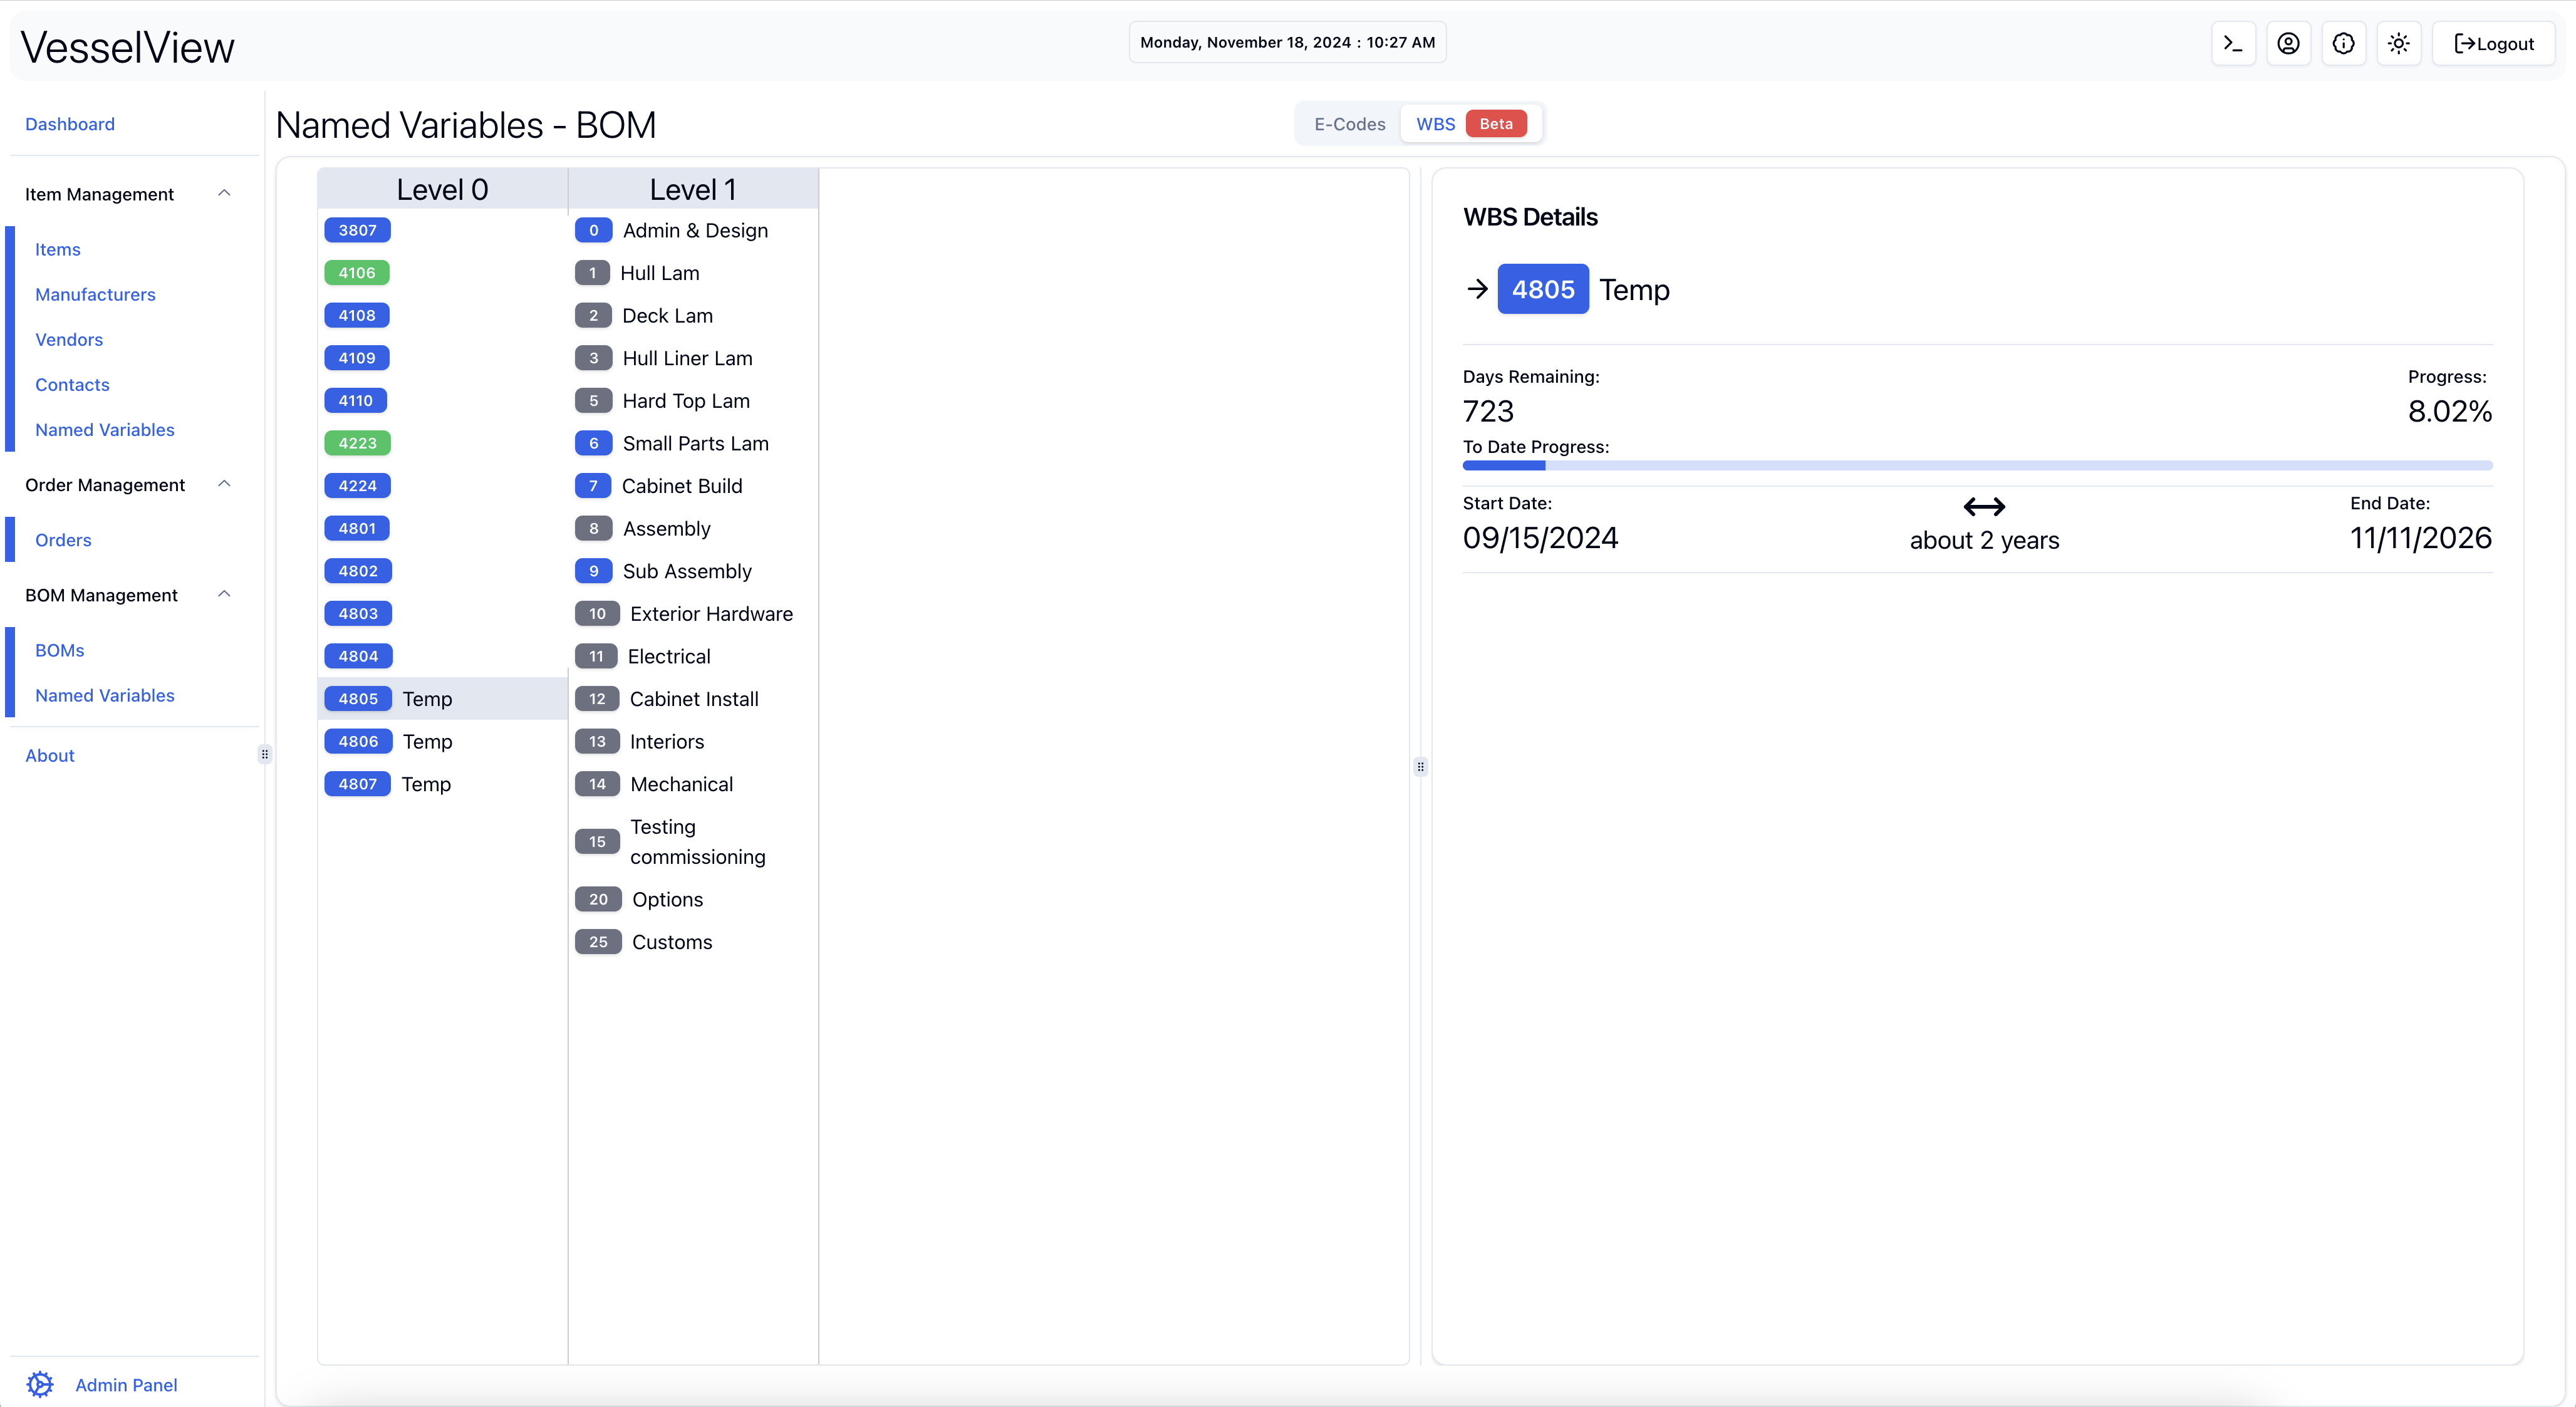 VesselView
Monday, November 18, 2024 : 10:27 AM
Logout
Dashboard
Item Management
Items
Manufacturers
Vendors
Contacts
Named Variables
Order Management
Orders
BOM Management
BOMs
Named Variables
About
Admin Panel
Named Variables - BOM
E-Codes
WBS Beta
Level 0
3807
4106
4108
4109
4110
4223
4224
4801
4802
4803
4804
4805 Temp
4806 Temp
4807 Temp
Level 1
0 Admin & Design
1 Hull Lam
2 Deck Lam
3 Hull Liner Lam
5 Hard Top Lam
6 Small Parts Lam
7 Cabinet Build
8 Assembly
9 Sub Assembly
10 Exterior Hardware
11 Electrical
12 Cabinet Install
13 Interiors
14 Mechanical
15 Testing
commissioning
20 Options
25 Customs
WBS Details
4805 Temp
Days Remaining:
723
Progress:
8.02%
To Date Progress:
Start Date:
09/15/2024
about 2 years
End Date:
11/11/2026